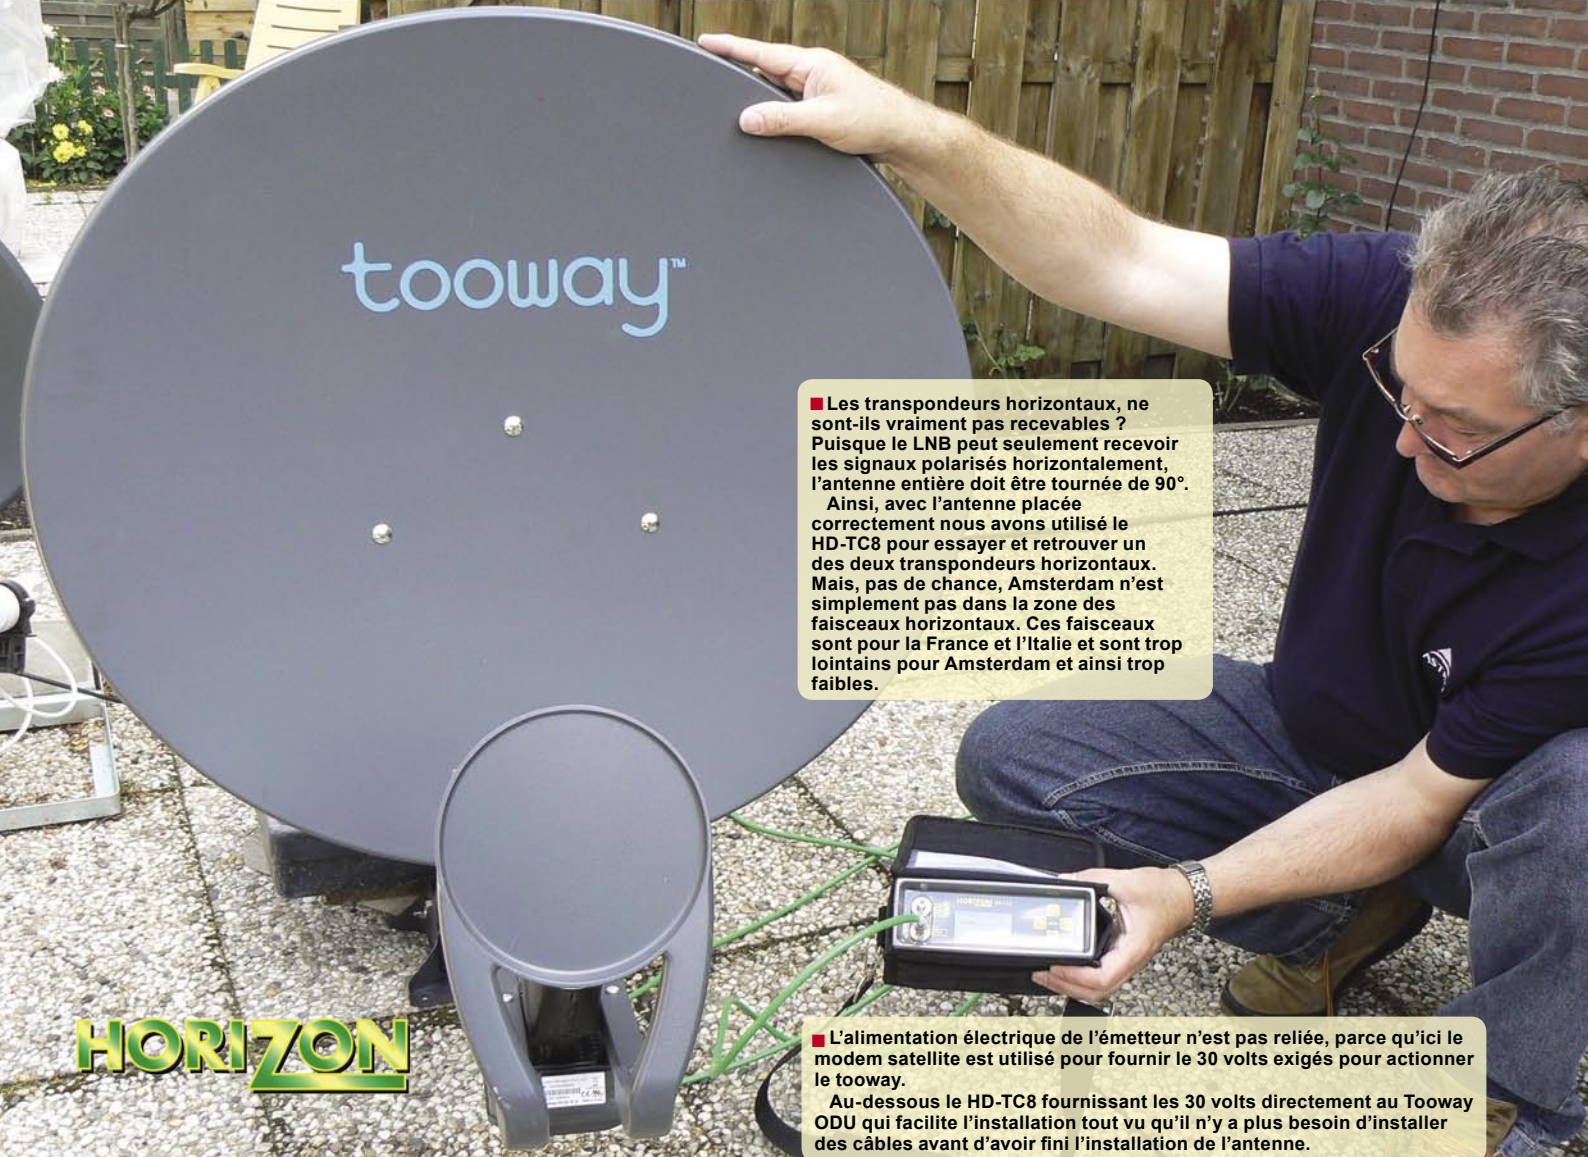 tooway™
■ Les transpondeurs horizontaux, ne
sont-ils vraiment pas recevables ?
Puisque le LNB peut seulement recevoir
les signaux polarisés horizontalement,
l’antenne entière doit être tournée de 90°.
Ainsi, avec l’antenne placée
correctement nous avons utilisé le
HD-TC8 pour essayer et retrouver un
des deux transpondeurs horizontaux.
Mais, pas de chance, Amsterdam n’est
simplement pas dans la zone des
faisceaux horizontaux. Ces faisceaux
sont pour la France et l’Italie et sont trop
lointains pour Amsterdam et ainsi trop
faibles.
HORIZON
HORIZON
■ L’alimentation électrique de l’émetteur n’est pas reliée, parce qu’ici le
modem satellite est utilisé pour fournir le 30 volts exigés pour actionner
le tooway.
Au-dessous le HD-TC8 fournissant les 30 volts directement au Tooway
ODU qui facilite l’installation tout vu qu’il n’y a plus besoin d’installer
des câbles avant d’avoir fini l’installation de l’antenne.